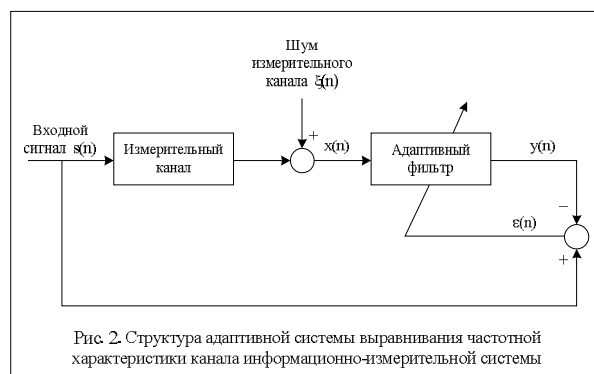 Шум
измерительного
канала ξ(n)
Входной
сигнал s(n)
Измерительный
канал
+
x(n)
Адаптивный
фильтр
y(n)
−
ε(n)
+
Рис. 2. Структура адаптивной системы выравнивания частотной
характеристики канала информационно-измерительной системы